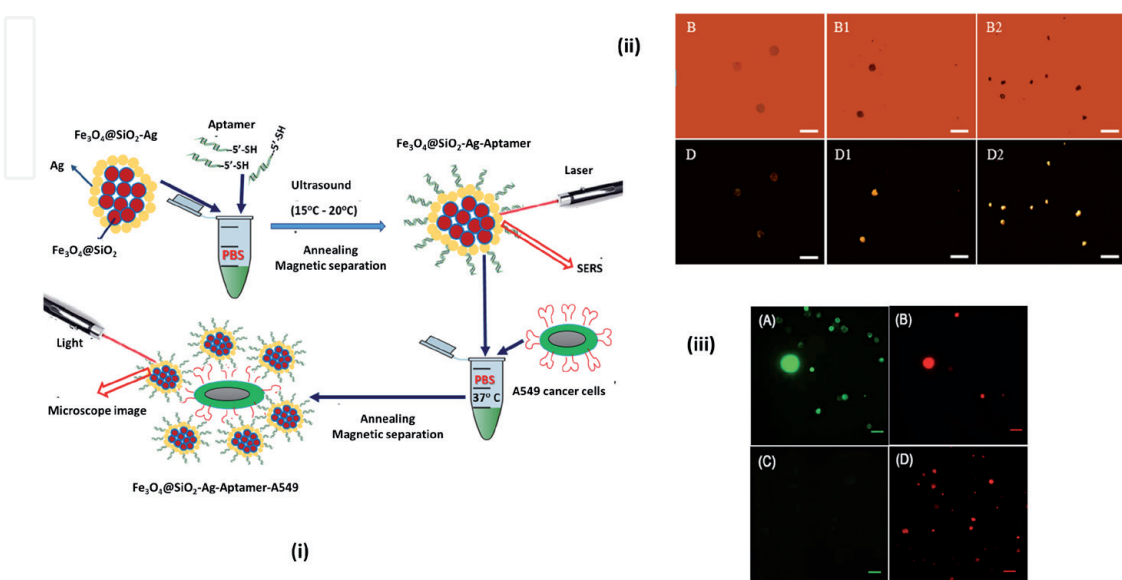 (ii)
B
B1
B2
D
D1
D2
Fe₃O₄@SiO₂-Ag
Aptamer
5'-SH
5'-SH
5'-SH
5'-SH
Ag
Fe₃O₄@SiO₂
PBS
Ultrasound
(15°C - 20°C)
Annealing
Magnetic separation
Fe₃O₄@SiO₂-Ag-Aptamer
Laser
SERS
Light
Microscope image
PBS
37° C
A549 cancer cells
Annealing
Magnetic separation
Fe₃O₄@SiO₂-Ag-Aptamer-A549
(i)
(iii)
(A)
(B)
(C)
(D)